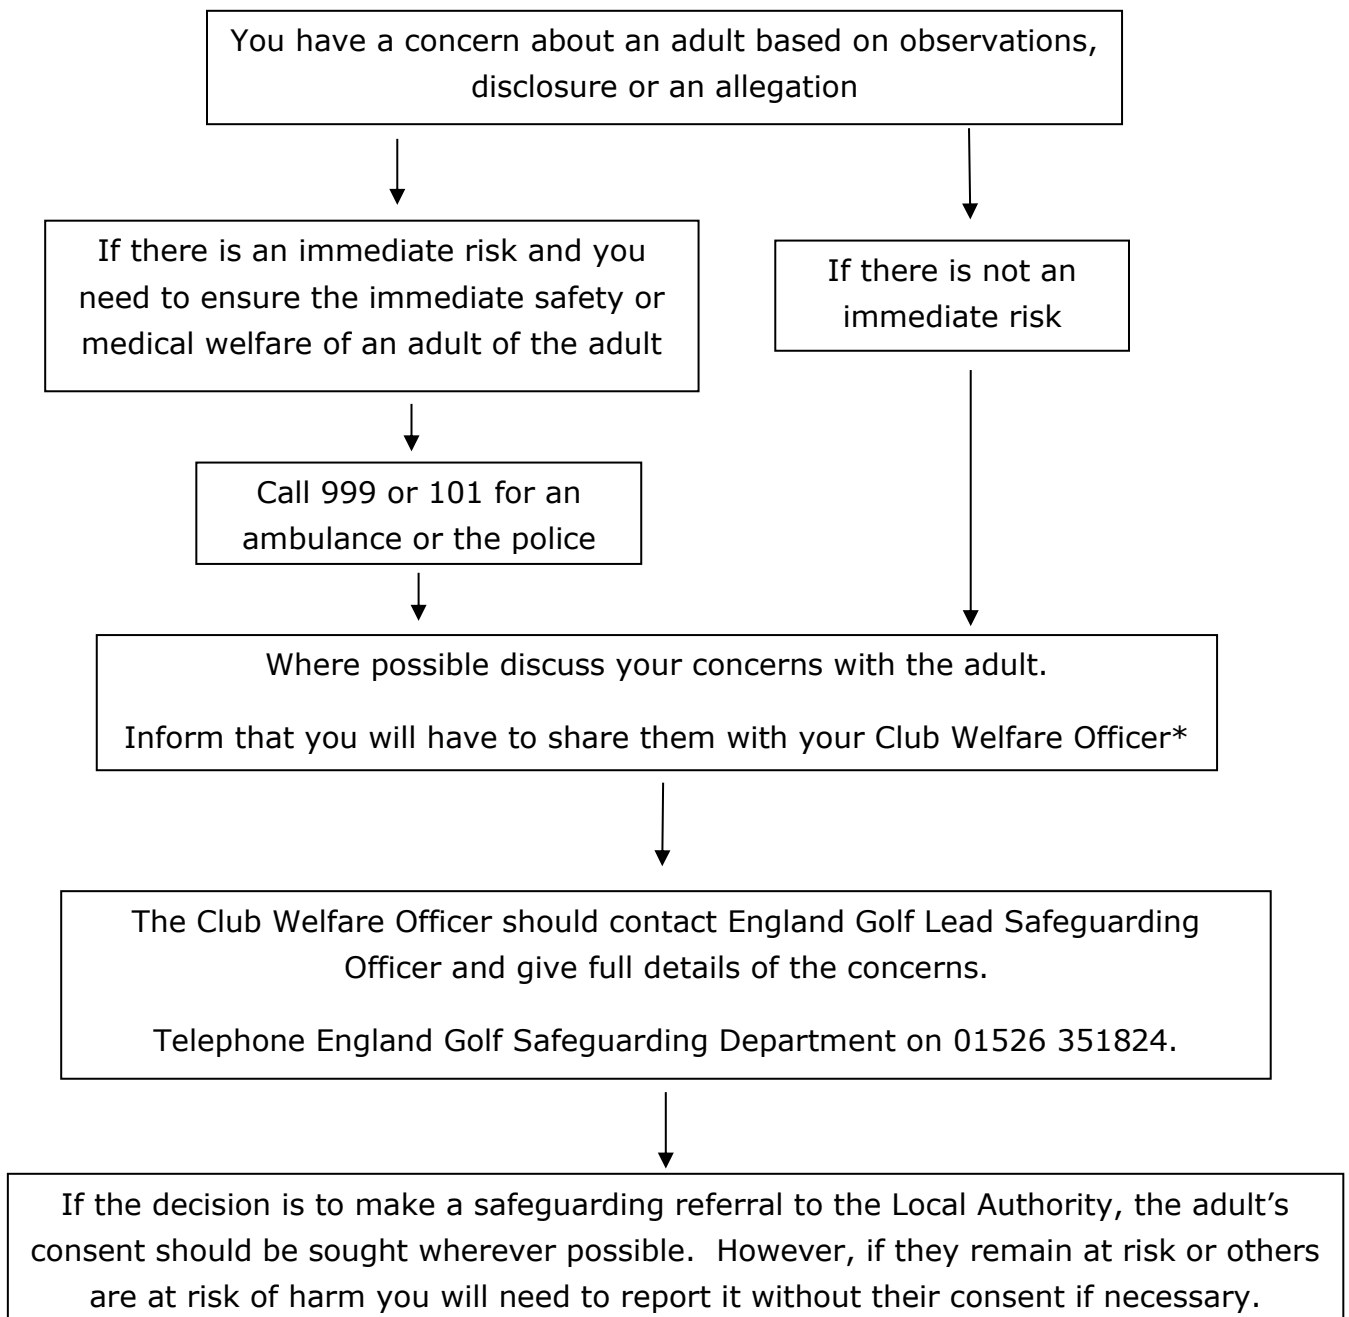 You have a concern about an adult based on observations,
disclosure or an allegation
If there is an immediate risk and you
need to ensure the immediate safety or
medical welfare of an adult of the adult
If there is not an
immediate risk
Call 999 or 101 for an
ambulance or the police
Where possible discuss your concerns with the adult.
Inform that you will have to share them with your Club Welfare Officer*
The Club Welfare Officer should contact England Golf Lead Safeguarding
Officer and give full details of the concerns.
Telephone England Golf Safeguarding Department on 01526 351824.
If the decision is to make a safeguarding referral to the Local Authority, the adult’s
consent should be sought wherever possible.  However, if they remain at risk or others
are at risk of harm you will need to report it without their consent if necessary.